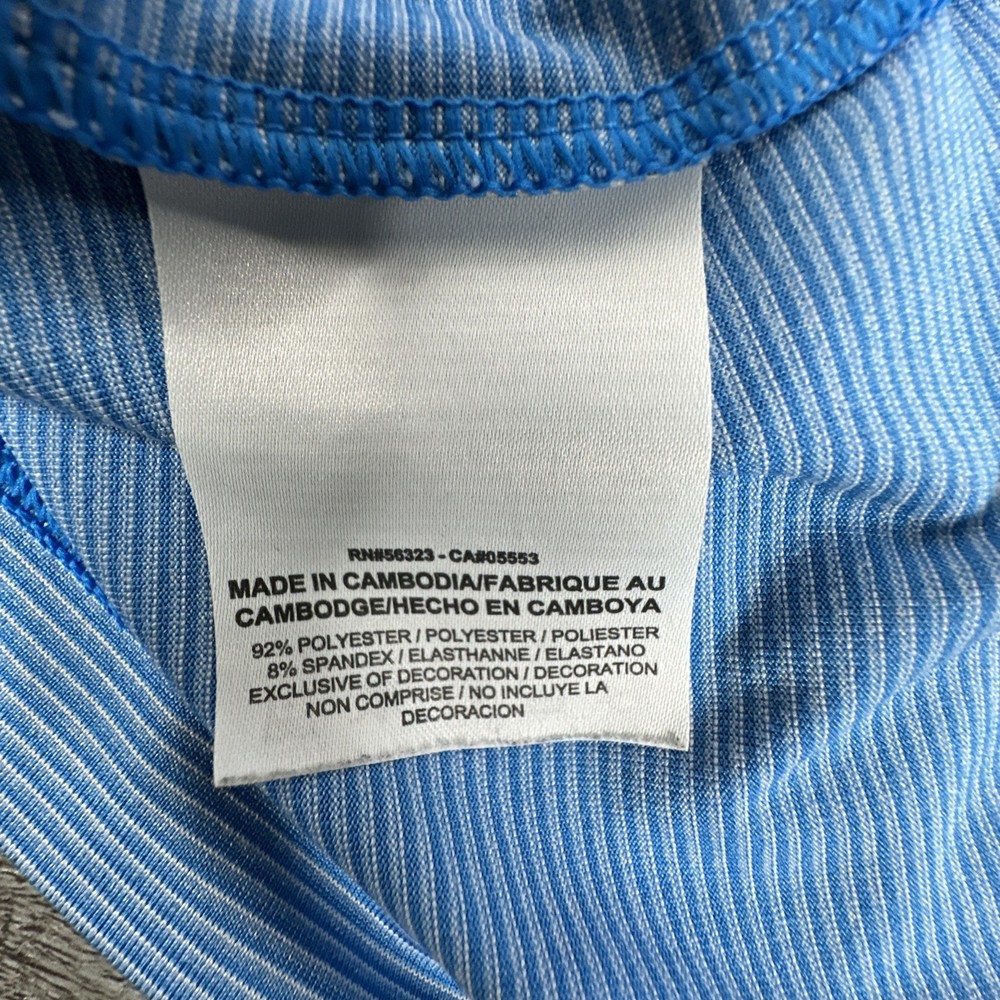 RN#56323 - CA#05553
MADE IN CAMBODIA/FABRIQUE AU
CAMBODGE/HECHO EN CAMBOYA
92% POLYESTER / POLYESTER / POLIESTER
8% SPANDEX / ELASTHANNE / ELASTANO
EXCLUSIVE OF DECORATION / DECORATION
NON COMPRISE / NO INCLUYE LA
DECORACION